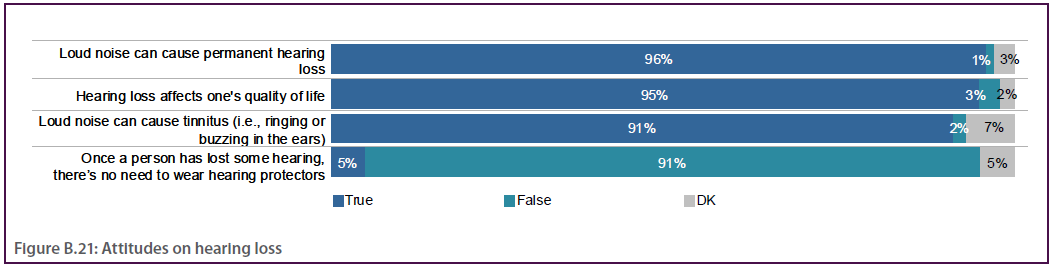 Loud noise can cause permanent hearing
loss
96% 1% 3%
Hearing loss affects one's quality of life
95% 3% 2%
Loud noise can cause tinnitus (i.e., ringing or
buzzing in the ears)
91% 2% 7%
Once a person has lost some hearing,
there’s no need to wear hearing protectors
5% 91% 5%
True False DK
Figure B.21: Attitudes on hearing loss